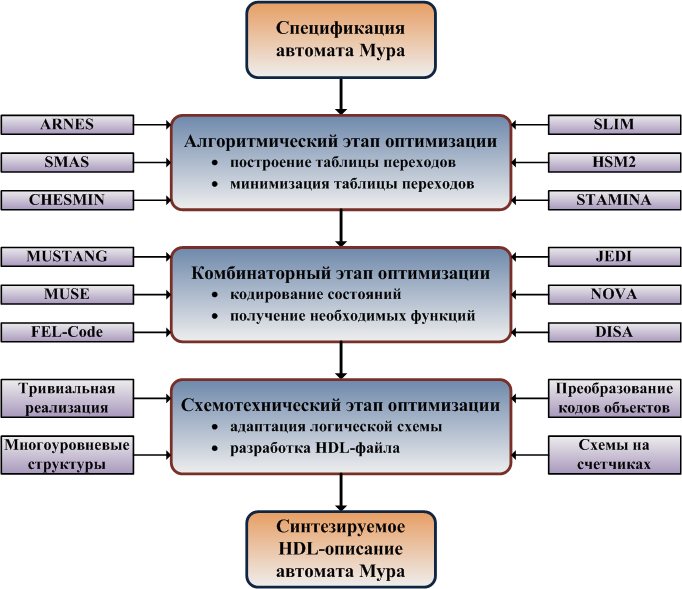 Спецификация
автомата Мура
ARNES
SMAS
CHESMIN
Алгоритмический этап оптимизации
• построение таблицы переходов
• минимизация таблицы переходов
SLIM
HSM2
STAMINA
MUSTANG
MUSE
FEL-Code
Комбинаторный этап оптимизации
• кодирование состояний
• получение необходимых функций
JEDI
NOVA
DISA
Тривиальная
реализация
Многоуровневые
структуры
Схемотехнический этап оптимизации
• адаптация логической схемы
• разработка HDL-файла
Преобразование
кодов объектов
Схемы на
счетчиках
Синтезируемое
HDL-описание
автомата Мура